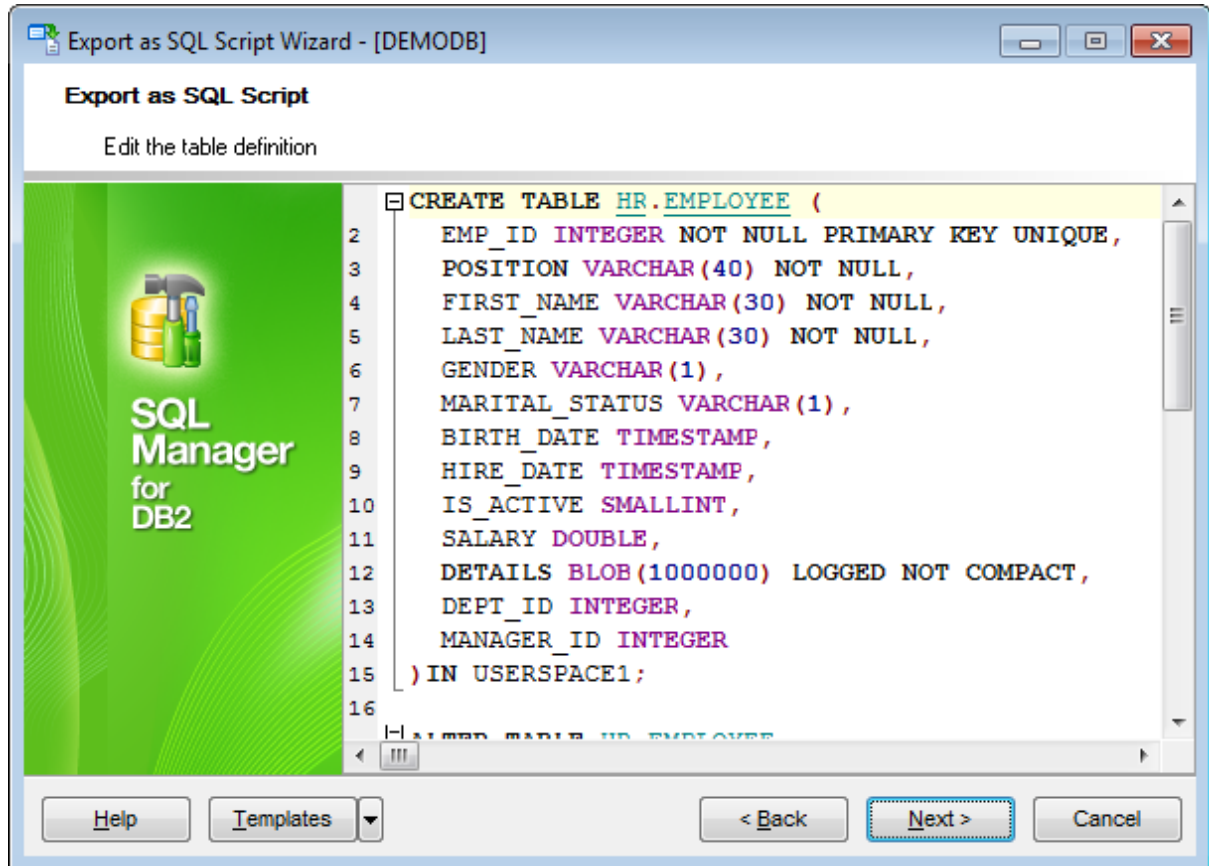 Export as SQL Script Wizard - [DEMODB]
Export as SQL Script
Edit the table definition
SQL
Manager
for
DB2
CREATE TABLE HR.EMPLOYEE (
2 EMP_ID INTEGER NOT NULL PRIMARY KEY UNIQUE,
3 POSITION VARCHAR(40) NOT NULL,
4 FIRST_NAME VARCHAR(30) NOT NULL,
5 LAST_NAME VARCHAR(30) NOT NULL,
6 GENDER VARCHAR(1),
7 MARITAL_STATUS VARCHAR(1),
8 BIRTH_DATE TIMESTAMP,
9 HIRE_DATE TIMESTAMP,
10 IS_ACTIVE SMALLINT,
11 SALARY DOUBLE,
12 DETAILS BLOB(1000000) LOGGED NOT COMPACT,
13 DEPT_ID INTEGER,
14 MANAGER_ID INTEGER
15 )IN USERSPACE1;
16
ALTER TABLE HR.EMPLOYEE
Help Templates < Back Next > Cancel